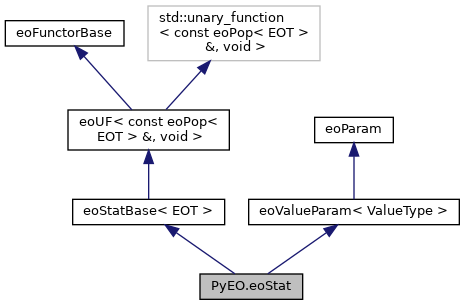 eoFunctorBase
std::unary_function
< const eoPop< EOT >
&, void >
eoUF< const eoPop<
EOT > &, void >
eoParam
eoStatBase< EOT >
eoValueParam< ValueType >
PyEO.eoStat